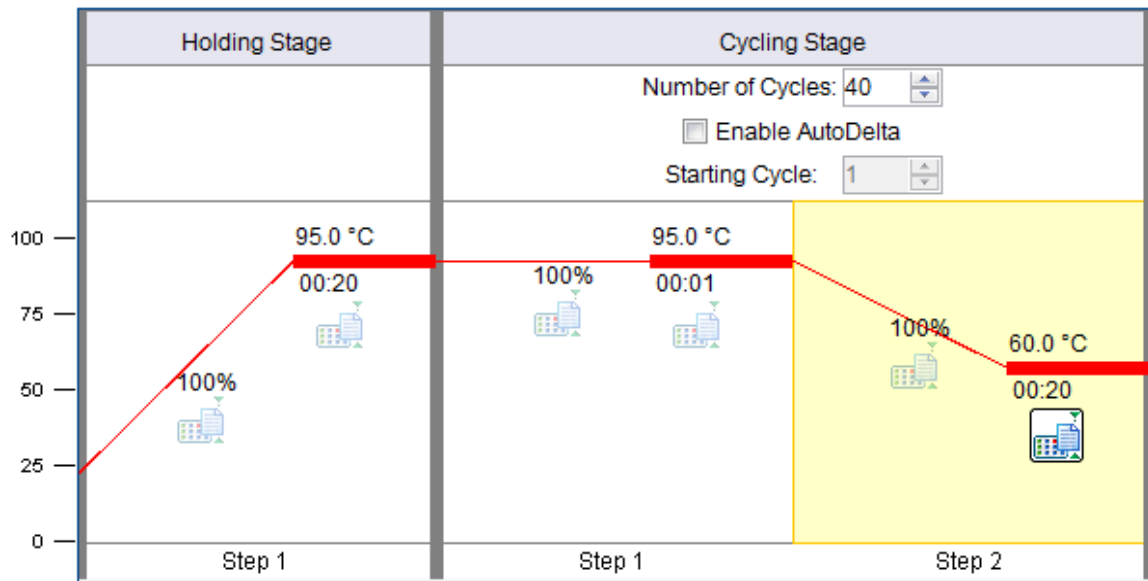 Holding Stage
Cycling Stage
Number of Cycles: 40
Enable AutoDelta
Starting Cycle: 1
100
75
50
25
0
95.0 °C
00:20
100%
95.0 °C
00:01
100%
60.0 °C
00:20
100%
Step 1
Step 1
Step 2